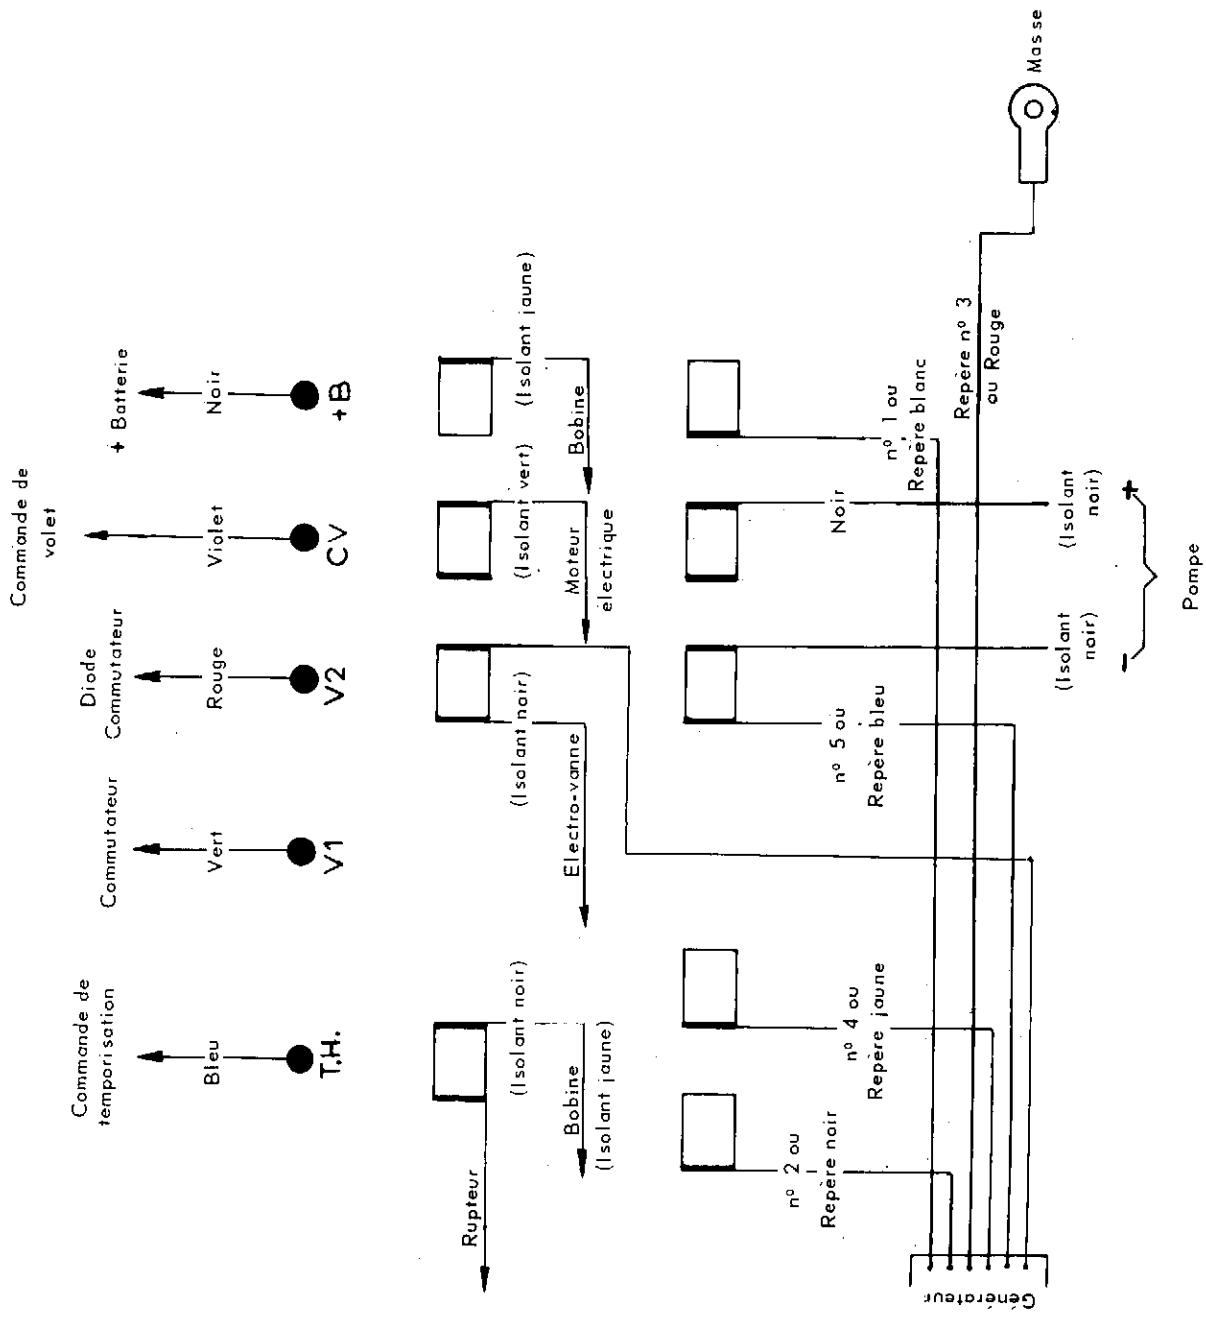 Commande de
temporisation
Bleu
T.H.
Commutateur
Vert
V1
Diode
Commutateur
Rouge
V2
Commande de
volet
Violet
CV
+ Batterie
Noir
+B
Rupteur
(Isolant noir)
Bobine
(Isolant jaune)
(Isolant noir)
Electro-vanne
(Isolant vert)
Moteur
électrique
(Isolant jaune)
Bobine
n° 2 ou
Repère noir
n° 4 ou
Repère jaune
n° 5 ou
Repère bleu
Noir
n° 1 ou
Repère blanc
Repère n° 3
ou Rouge
Masse
(Isolant
noir)
-
(Isolant
noir)
+
Pompe
Générateur